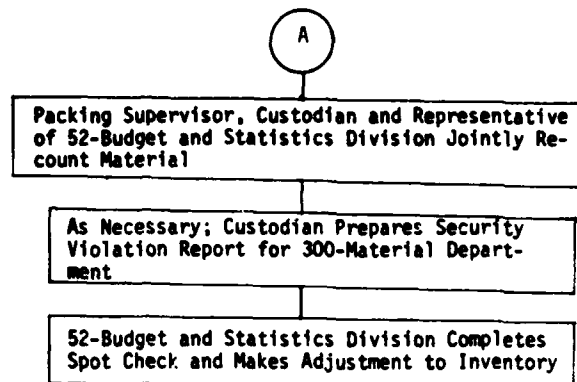 A
Packing Supervisor, Custodian and Representative
of 52-Budget and Statistics Division Jointly Re-
count Material
As Necessary; Custodian Prepares Security
Violation Report for 300-Material Depart-
ment
52-Budget and Statistics Division Completes
Spot Check and Makes Adjustment to Inventory